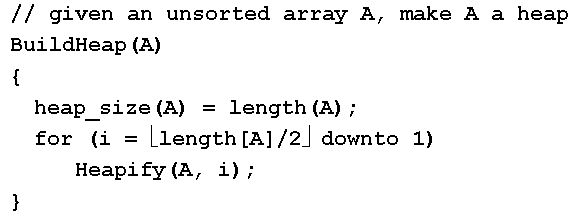 // given an unsorted array A, make A a heap
BuildHeap(A)
{
heap_size(A) = length(A);
for (i = ⌊length[A]/2⌋ downto 1)
Heapify(A, i);
}